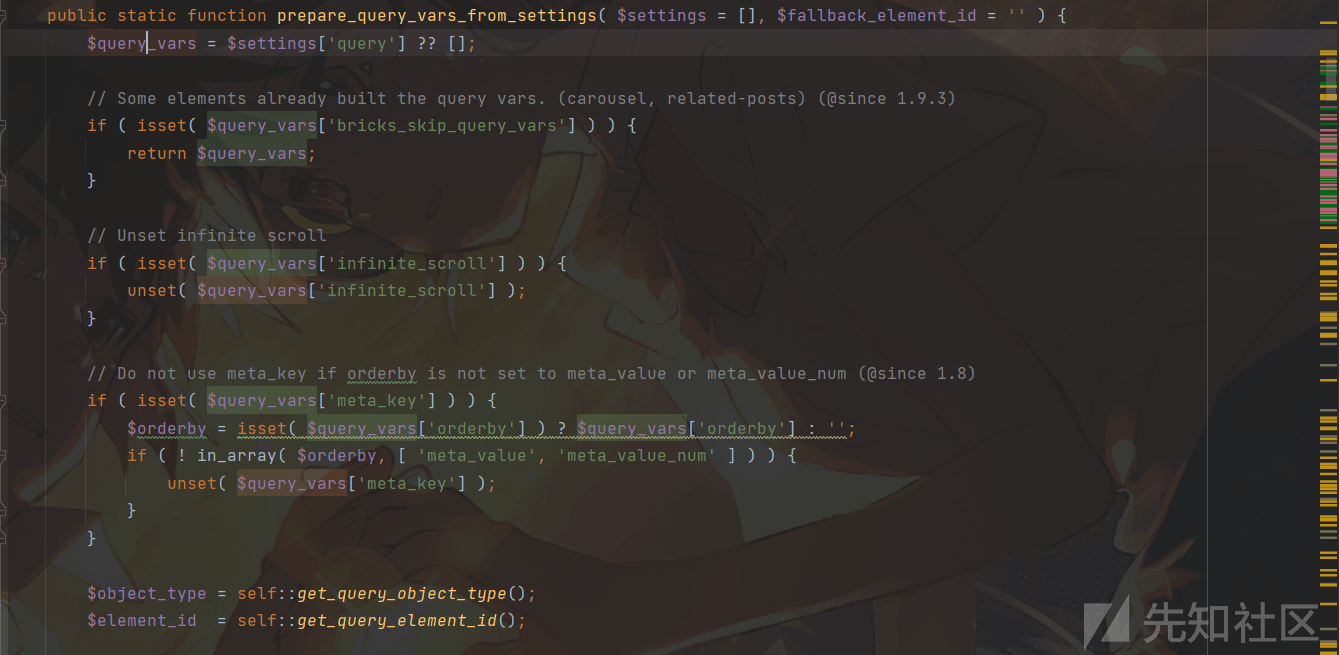 public static function prepare_query_vars_from_settings( $settings = [], $fallback_element_id = '' ) {
$query_vars = $settings['query'] ?? [];
// Some elements already built the query vars. (carousel, related-posts) (@since 1.9.3)
if ( isset( $query_vars['bricks_skip_query_vars'] ) ) {
return $query_vars;
}
// Unset infinite scroll
if ( isset( $query_vars['infinite_scroll'] ) ) {
unset( $query_vars['infinite_scroll'] );
}
// Do not use meta_key if orderby is not set to meta_value or meta_value_num (@since 1.8)
if ( isset( $query_vars['meta_key'] ) ) {
$orderby = isset( $query_vars['orderby'] ) ? $query_vars['orderby'] : '';
if ( ! in_array( $orderby, [ 'meta_value', 'meta_value_num' ] ) ) {
unset( $query_vars['meta_key'] );
}
}
$object_type = self::get_query_object_type();
$element_id  = self::get_query_element_id();
先知社区